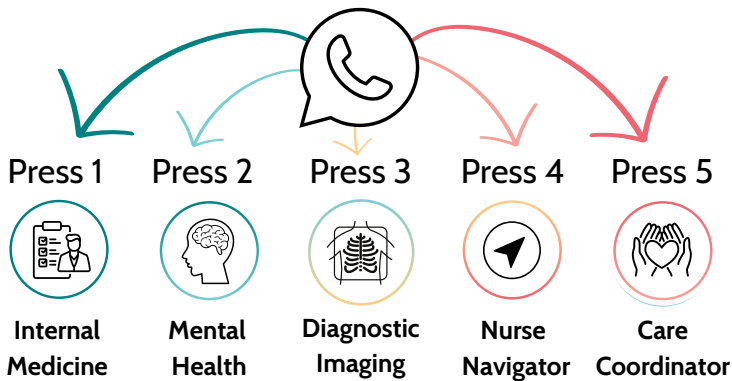 Press 1
Press 2
Press 3
Press 4
Press 5
Internal
Medicine
Mental
Health
Diagnostic
Imaging
Nurse
Navigator
Care
Coordinator